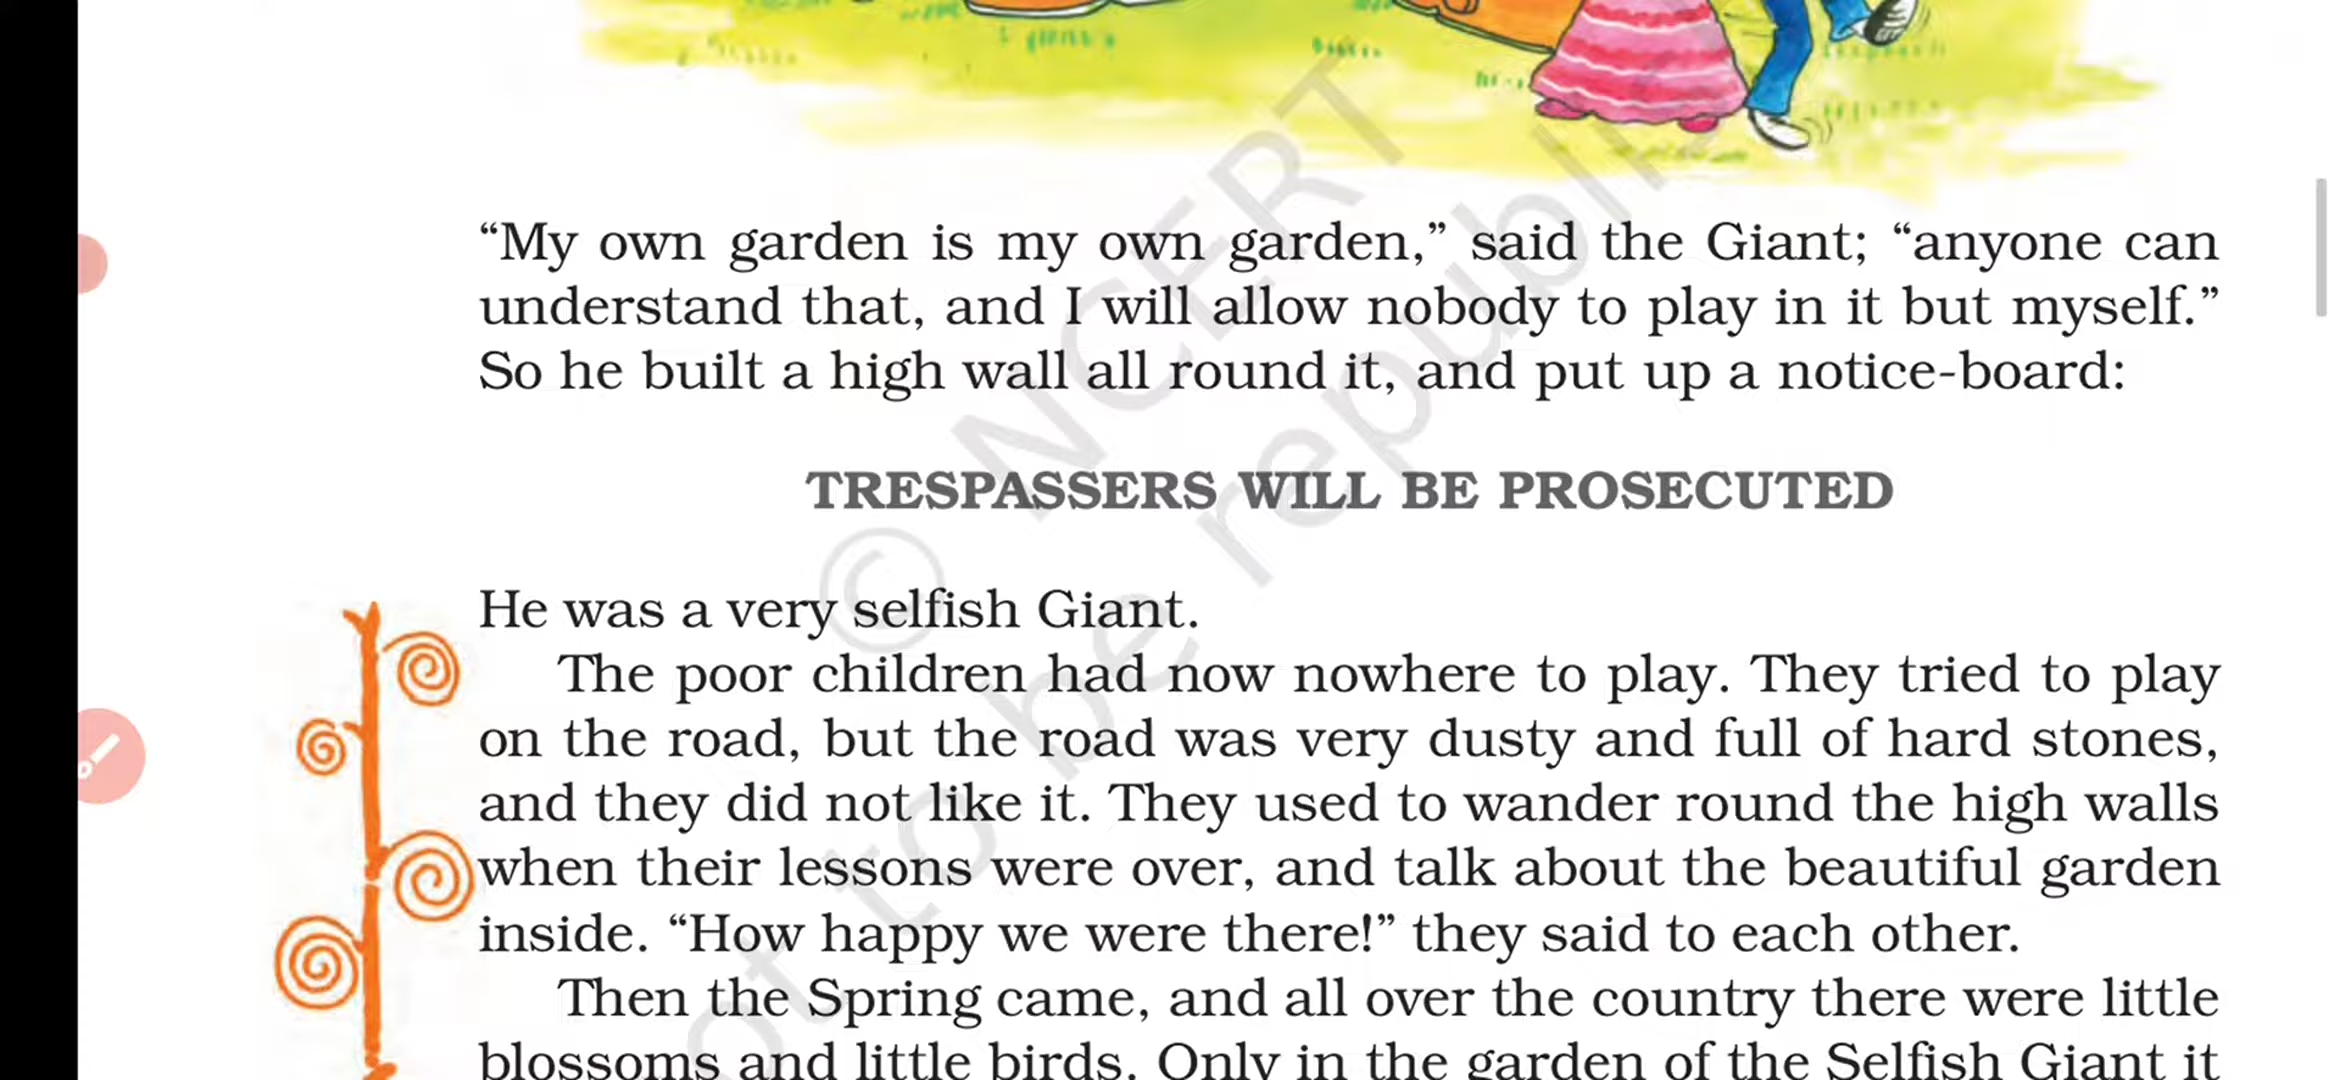 “My own garden is my own garden,” said the Giant; “anyone can
understand that, and I will allow nobody to play in it but myself.”
So he built a high wall all round it, and put up a notice-board:
TRESPASSERS WILL BE PROSECUTED
He was a very selfish Giant.
The poor children had now nowhere to play. They tried to play
on the road, but the road was very dusty and full of hard stones,
and they did not like it. They used to wander round the high walls
when their lessons were over, and talk about the beautiful garden
inside. “How happy we were there!” they said to each other.
Then the Spring came, and all over the country there were little
blossoms and little birds. Only in the garden of the Selfish Giant it
© NCERT
to be republi